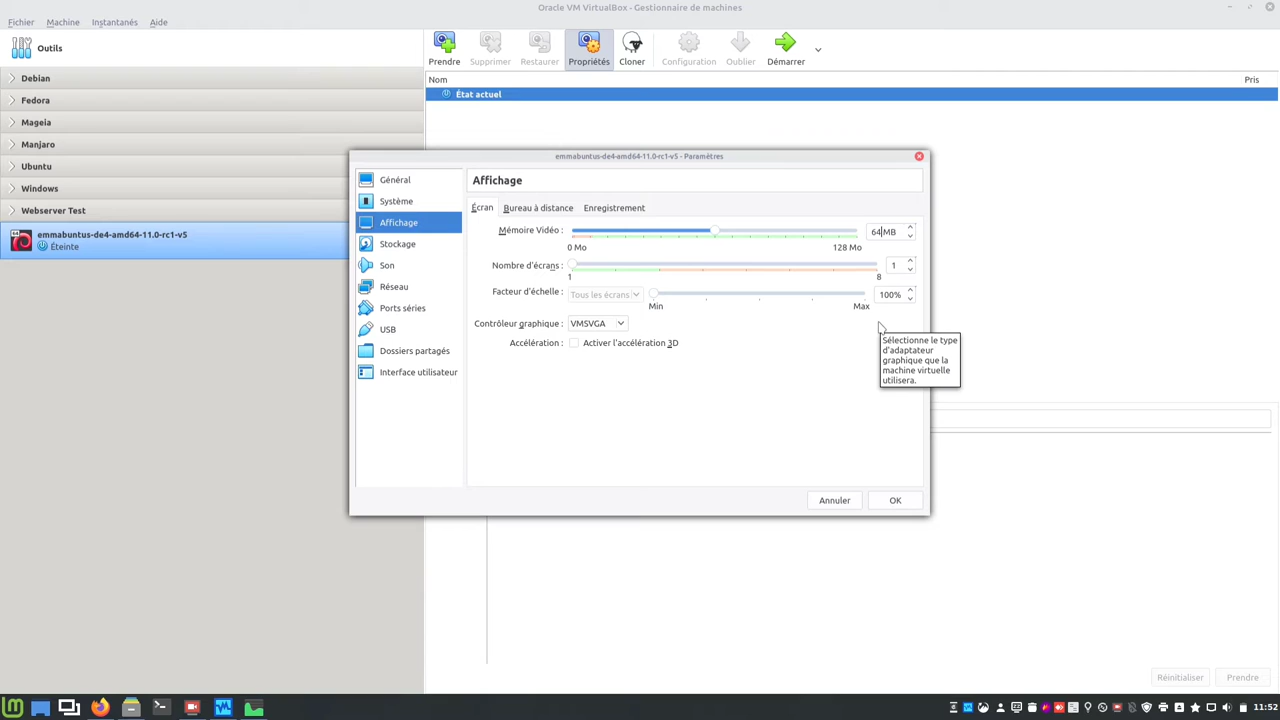 Oracle VM VirtualBox - Gestionnaire de machines
Fichier Machine Instantanés Aide
Outils
Prendre Supprimer Restaurer Propriétés Cloner Configuration Oublier Démarrer
Nom Pris
État actuel
Debian
Fedora
Mageia
Manjaro
Ubuntu
Windows
Webserver Test
emmabuntus-de4-amd64-11.0-rc1-v5
Éteinte
emmabuntus-de4-amd64-11.0-rc1-v5 - Paramètres
Général
Système
Affichage
Stockage
Son
Réseau
Ports séries
USB
Dossiers partagés
Interface utilisateur
Affichage
Écran Bureau à distance Enregistrement
Mémoire Vidéo : 64MB
0 Mo 128 Mo
Nombre d'écrans : 1
1 8
Facteur d'échelle : Tous les écrans 100%
Min Max
Contrôleur graphique : VMSVGA
Accélération : Activer l'accélération 3D
Sélectionne le type
d'adaptateur
graphique que la
machine virtuelle
utilisera.
Annuler OK
Réinitialiser Prendre
11:52